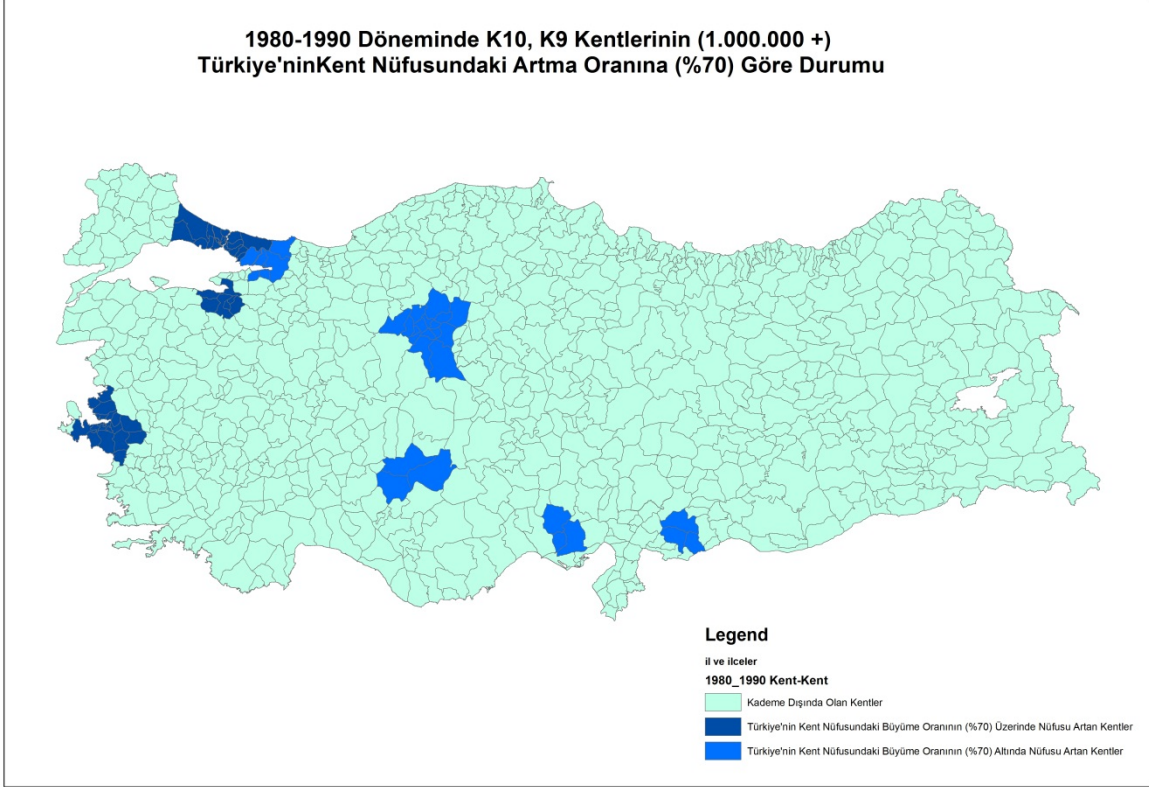 1980-1990 Döneminde K10, K9 Kentlerinin (1.000.000 +)
Türkiye'ninKent Nüfusundaki Artma Oranına (%70) Göre Durumu
Legend
il ve ilceler
1980_1990 Kent-Kent
Kademe Dışında Olan Kentler
Türkiye'nin Kent Nüfusundaki Büyüme Oranının (%70) Üzerinde Nüfusu Artan Kentler
Türkiye'nin Kent Nüfusundaki Büyüme Oranının (%70) Altında Nüfusu Artan Kentler